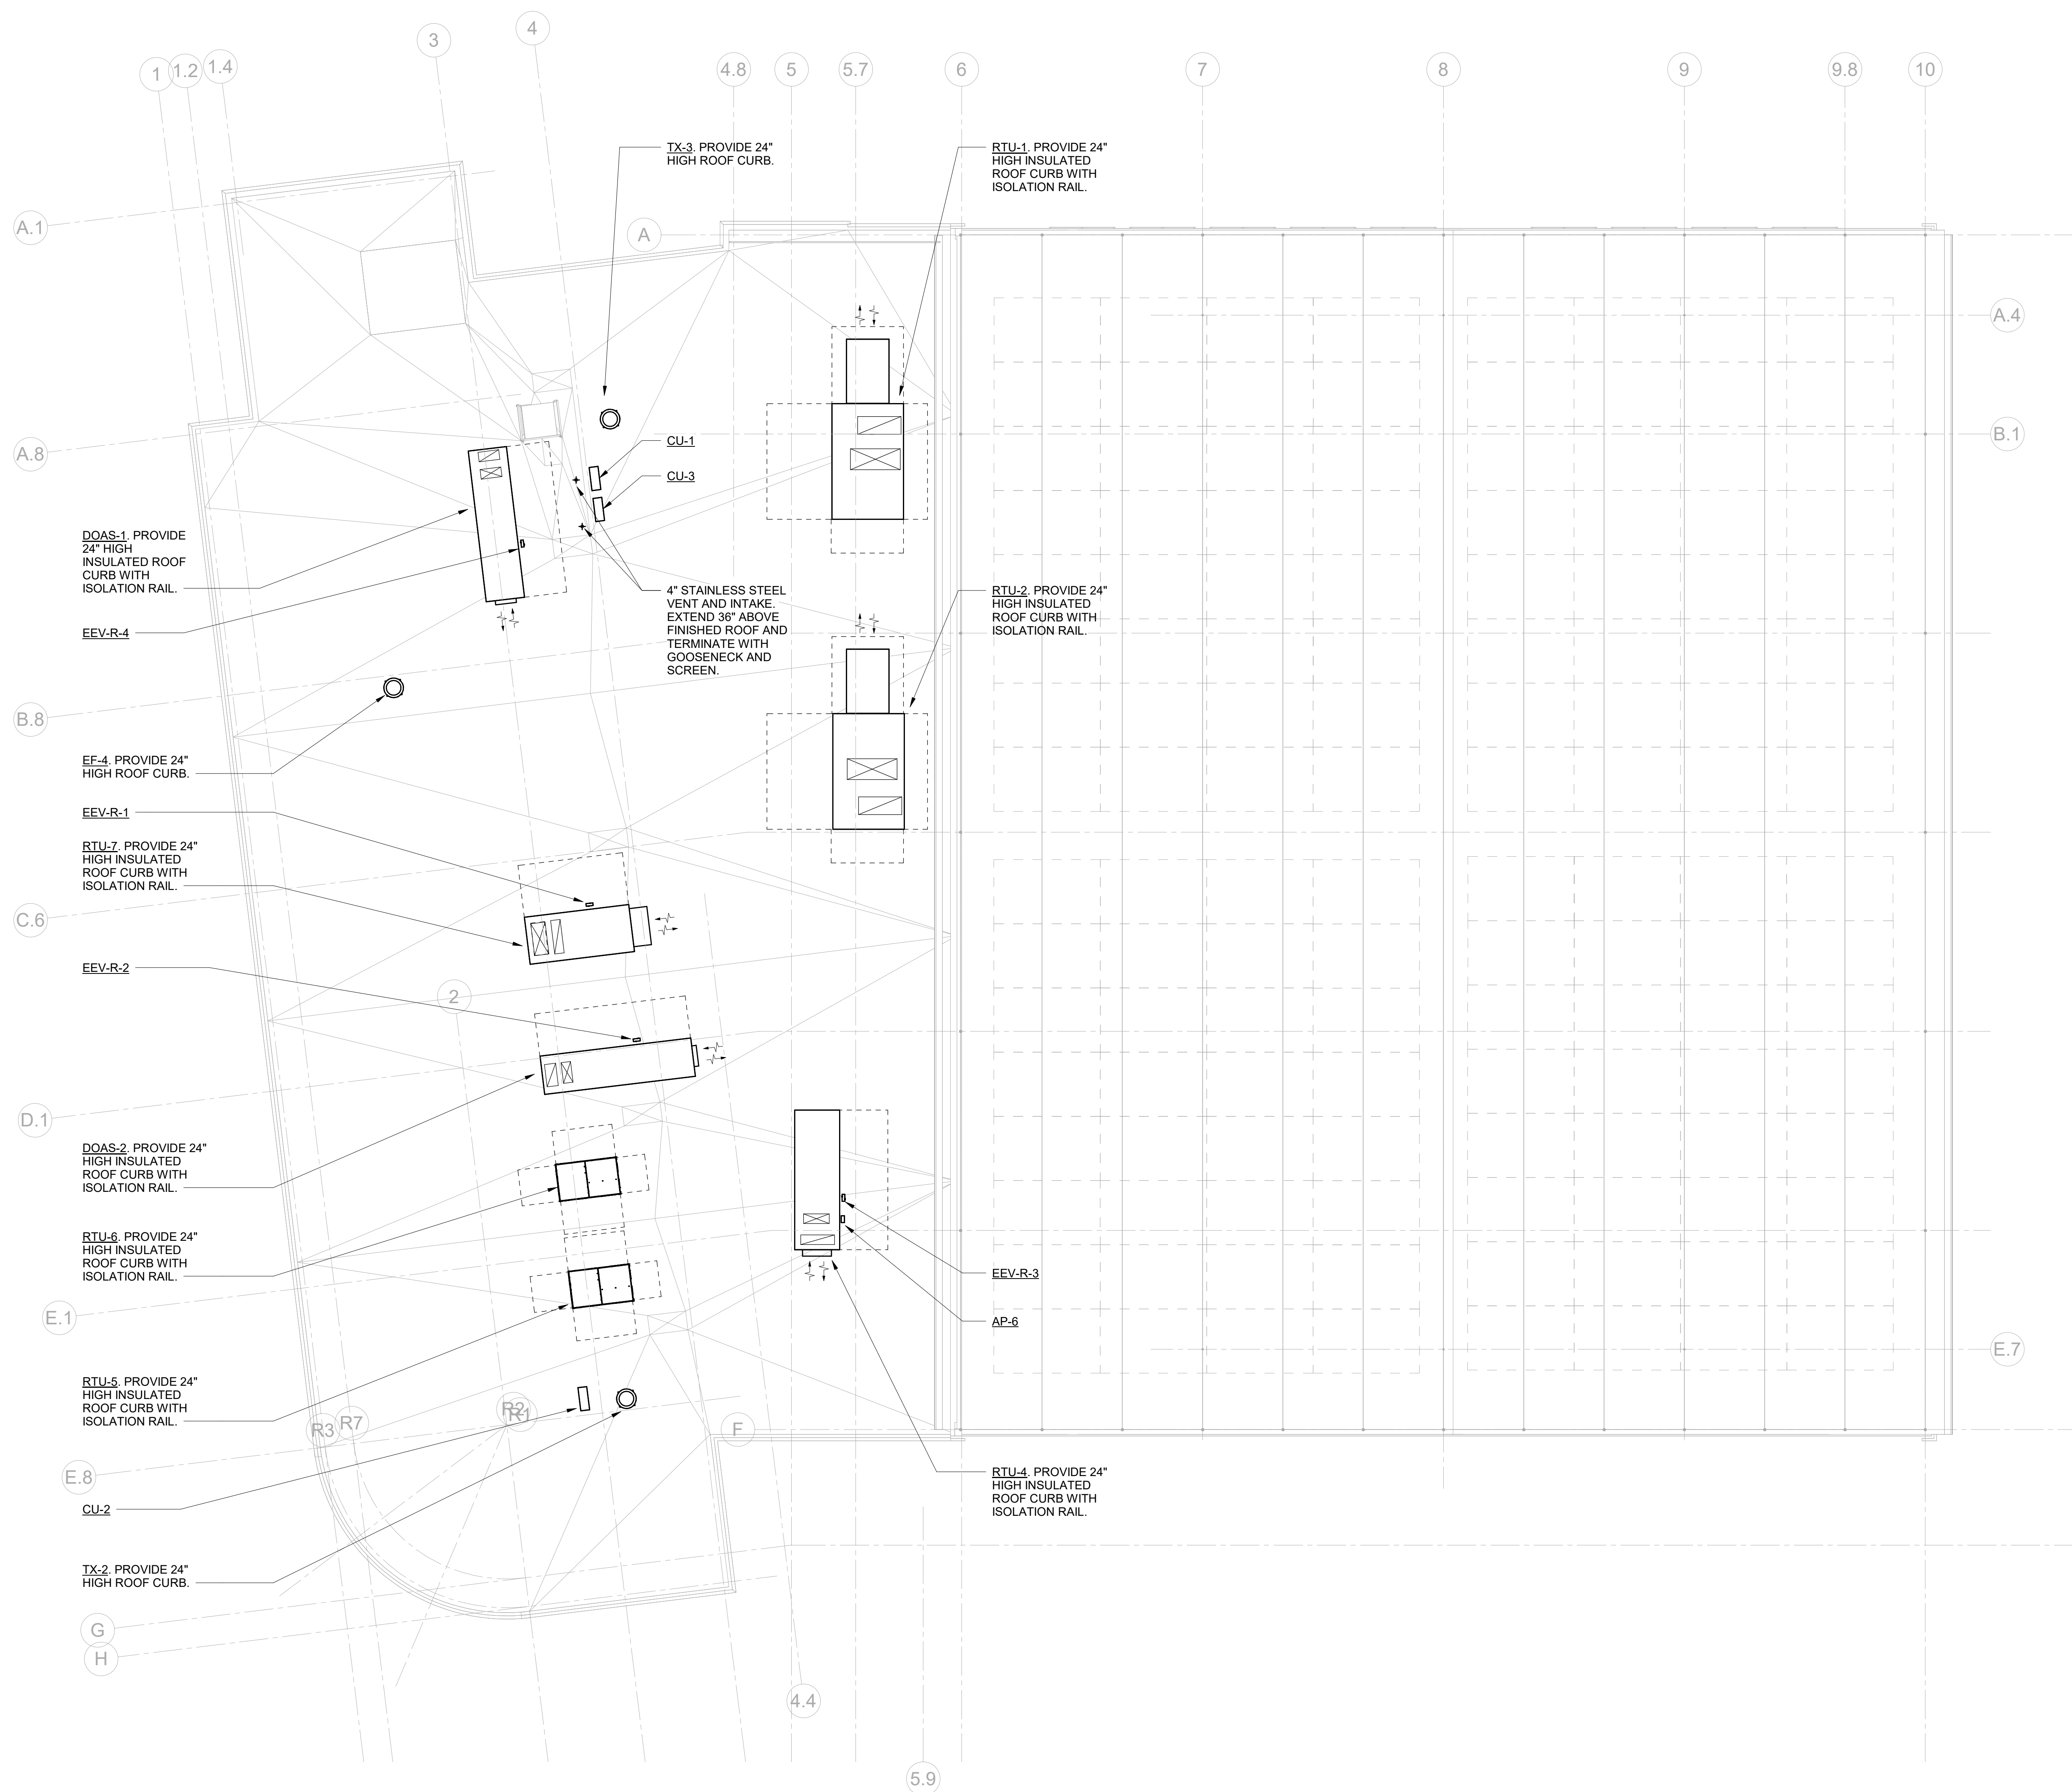 1
1.2
1.4
3
4
4.8
5
5.7
6
7
8
9
9.8
10
TX-3. PROVIDE 24"
HIGH ROOF CURB.
RTU-1. PROVIDE 24"
HIGH INSULATED
ROOF CURB WITH
ISOLATION RAIL.
A.1
A
A.4
A.8
B.1
CU-1
CU-3
DOAS-1. PROVIDE
24" HIGH
INSULATED ROOF
CURB WITH
ISOLATION RAIL.
4" STAINLESS STEEL
VENT AND INTAKE.
EXTEND 36" ABOVE
FINISHED ROOF AND
TERMINATE WITH
GOOSENECK AND
SCREEN.
RTU-2. PROVIDE 24"
HIGH INSULATED
ROOF CURB WITH
ISOLATION RAIL.
EEV-R-4
B.8
EF-4. PROVIDE 24"
HIGH ROOF CURB.
EEV-R-1
RTU-7. PROVIDE 24"
HIGH INSULATED
ROOF CURB WITH
ISOLATION RAIL.
C.6
EEV-R-2
2
D.1
DOAS-2. PROVIDE 24"
HIGH INSULATED
ROOF CURB WITH
ISOLATION RAIL.
RTU-6. PROVIDE 24"
HIGH INSULATED
ROOF CURB WITH
ISOLATION RAIL.
EEV-R-3
E.1
AP-6
E.7
RTU-5. PROVIDE 24"
HIGH INSULATED
ROOF CURB WITH
ISOLATION RAIL.
R3
R7
R2
R1
F
E.8
RTU-4. PROVIDE 24"
HIGH INSULATED
ROOF CURB WITH
ISOLATION RAIL.
CU-2
TX-2. PROVIDE 24"
HIGH ROOF CURB.
G
H
4.4
5.9